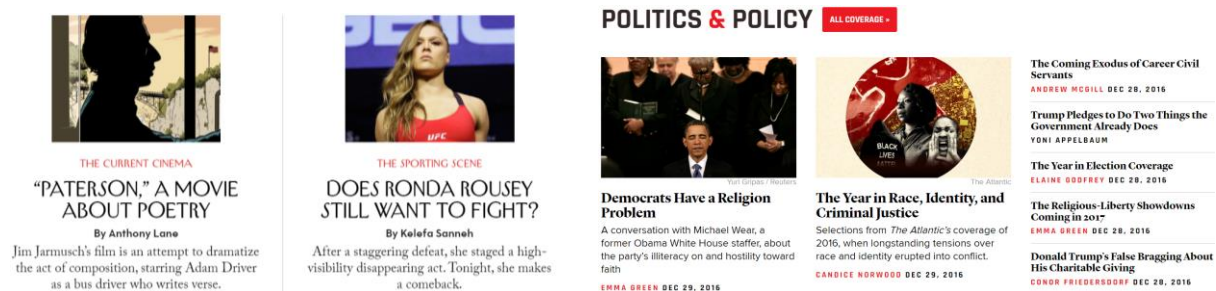 THE CURRENT CINEMA
“PATERSON,” A MOVIE
ABOUT POETRY
By Anthony Lane
Jim Jarmusch’s film is an attempt to dramatize
the act of composition, starring Adam Driver
as a bus driver who writes verse.
UFC
THE SPORTING SCENE
DOES RONDA ROUSEY
STILL WANT TO FIGHT?
By Kelefa Sanneh
After a staggering defeat, she staged a high-
visibility disappearing act. Tonight, she makes
a comeback.
POLITICS & POLICY
ALL COVERAGE »
Yuri Gripas / Reuters
Democrats Have a Religion
Problem
A conversation with Michael Wear, a
former Obama White House staffer, about
the party’s illiteracy on and hostility toward
faith
EMMA GREEN DEC 29, 2016
BLACK
LIVES
MATTER
The Atlantic
The Year in Race, Identity, and
Criminal Justice
Selections from The Atlantic’s coverage of
2016, when longstanding tensions over
race and identity erupted into conflict.
CANDICE NORWOOD DEC 29, 2016
The Coming Exodus of Career Civil
Servants
ANDREW MCGILL DEC 28, 2016
Trump Pledges to Do Two Things the
Government Already Does
YONI APPELBAUM
The Year in Election Coverage
ELAINE GODFREY DEC 28, 2016
The Religious-Liberty Showdowns
Coming in 2017
EMMA GREEN DEC 28, 2016
Donald Trump’s False Bragging About
His Charitable Giving
CONOR FRIEDERSDORF DEC 28, 2016